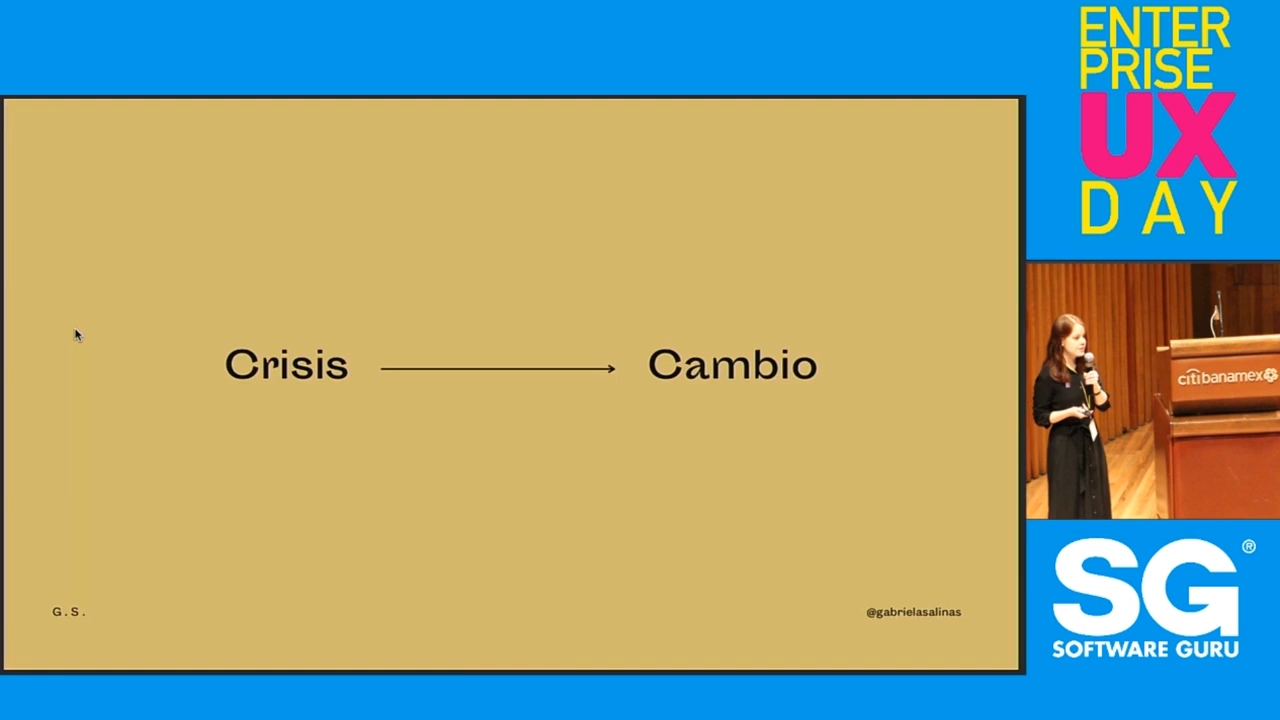 ENTER
PRISE
UX
DAY
Crisis → Cambio
citibanamex
G.S.
@gabrielasalinas
SG®
SOFTWARE GURU